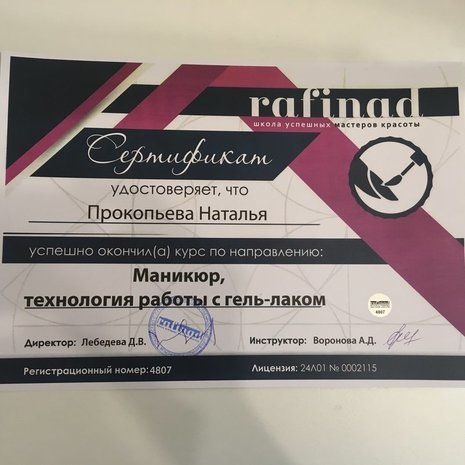 rafinad
школа успешных мастеров красоты
Сертификат
удостоверяет, что
Прокопьева Наталья
успешно окончил(а) курс по направлению:
Маникюр,
технология работы с гель-лаком
4807
Директор: Лебедева Д.В.
rafinad
Инструктор: Воронова А.Д.
Регистрационный номер: 4807
Лицензия: 24Л01 № 0002115